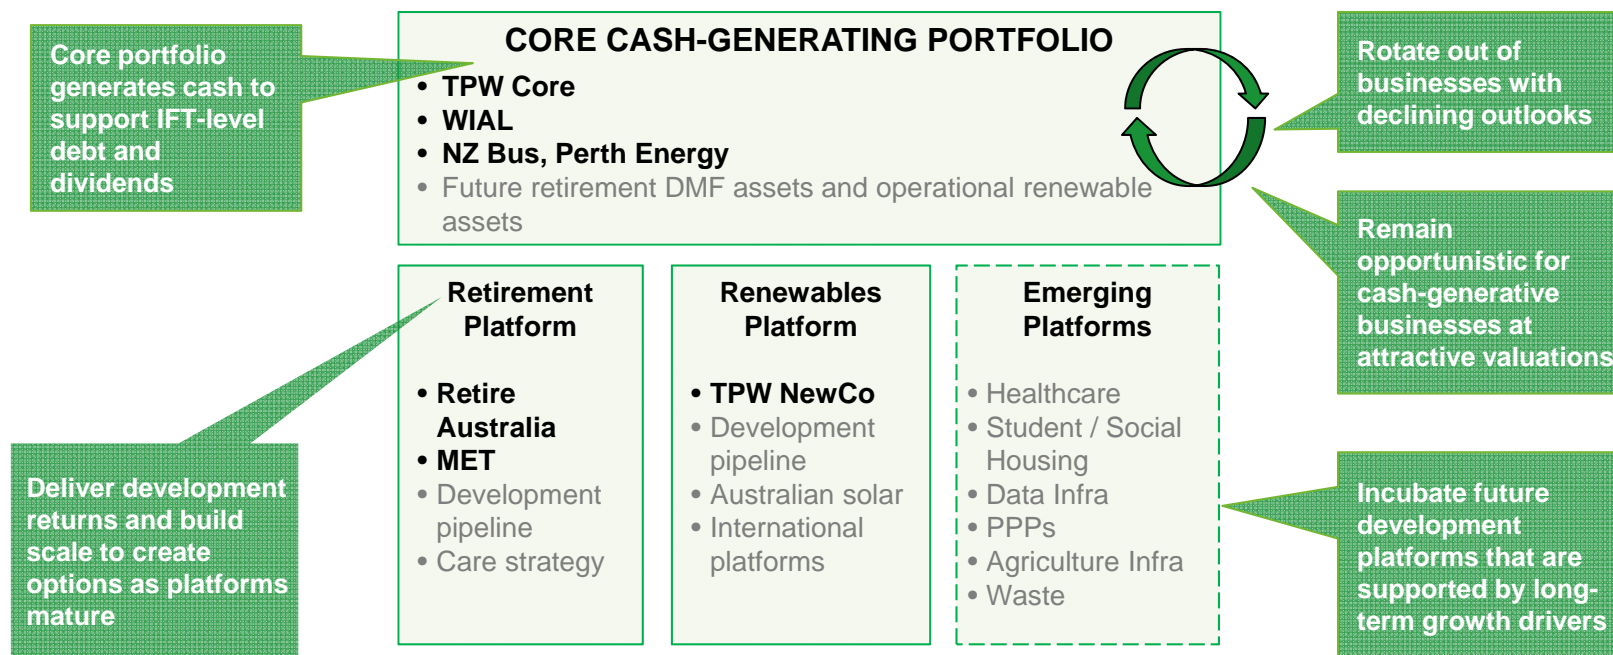 Core portfolio
generates cash to
support IFT-level
debt and
dividends
CORE CASH-GENERATING PORTFOLIO
• TPW Core
• WIAL
• NZ Bus, Perth Energy
• Future retirement DMF assets and operational renewable
assets
Rotate out of
businesses with
declining outlooks
Remain
opportunistic for
cash-generative
businesses at
attractive valuations
Retirement
Platform
• Retire
Australia
• MET
• Development
pipeline
• Care strategy
Renewables
Platform
• TPW NewCo
• Development
pipeline
• Australian solar
• International
platforms
Emerging
Platforms
• Healthcare
• Student / Social
Housing
• Data Infra
• PPPs
• Agriculture Infra
• Waste
Deliver development
returns and build
scale to create
options as platforms
mature
Incubate future
development
platforms that are
supported by long-
term growth drivers